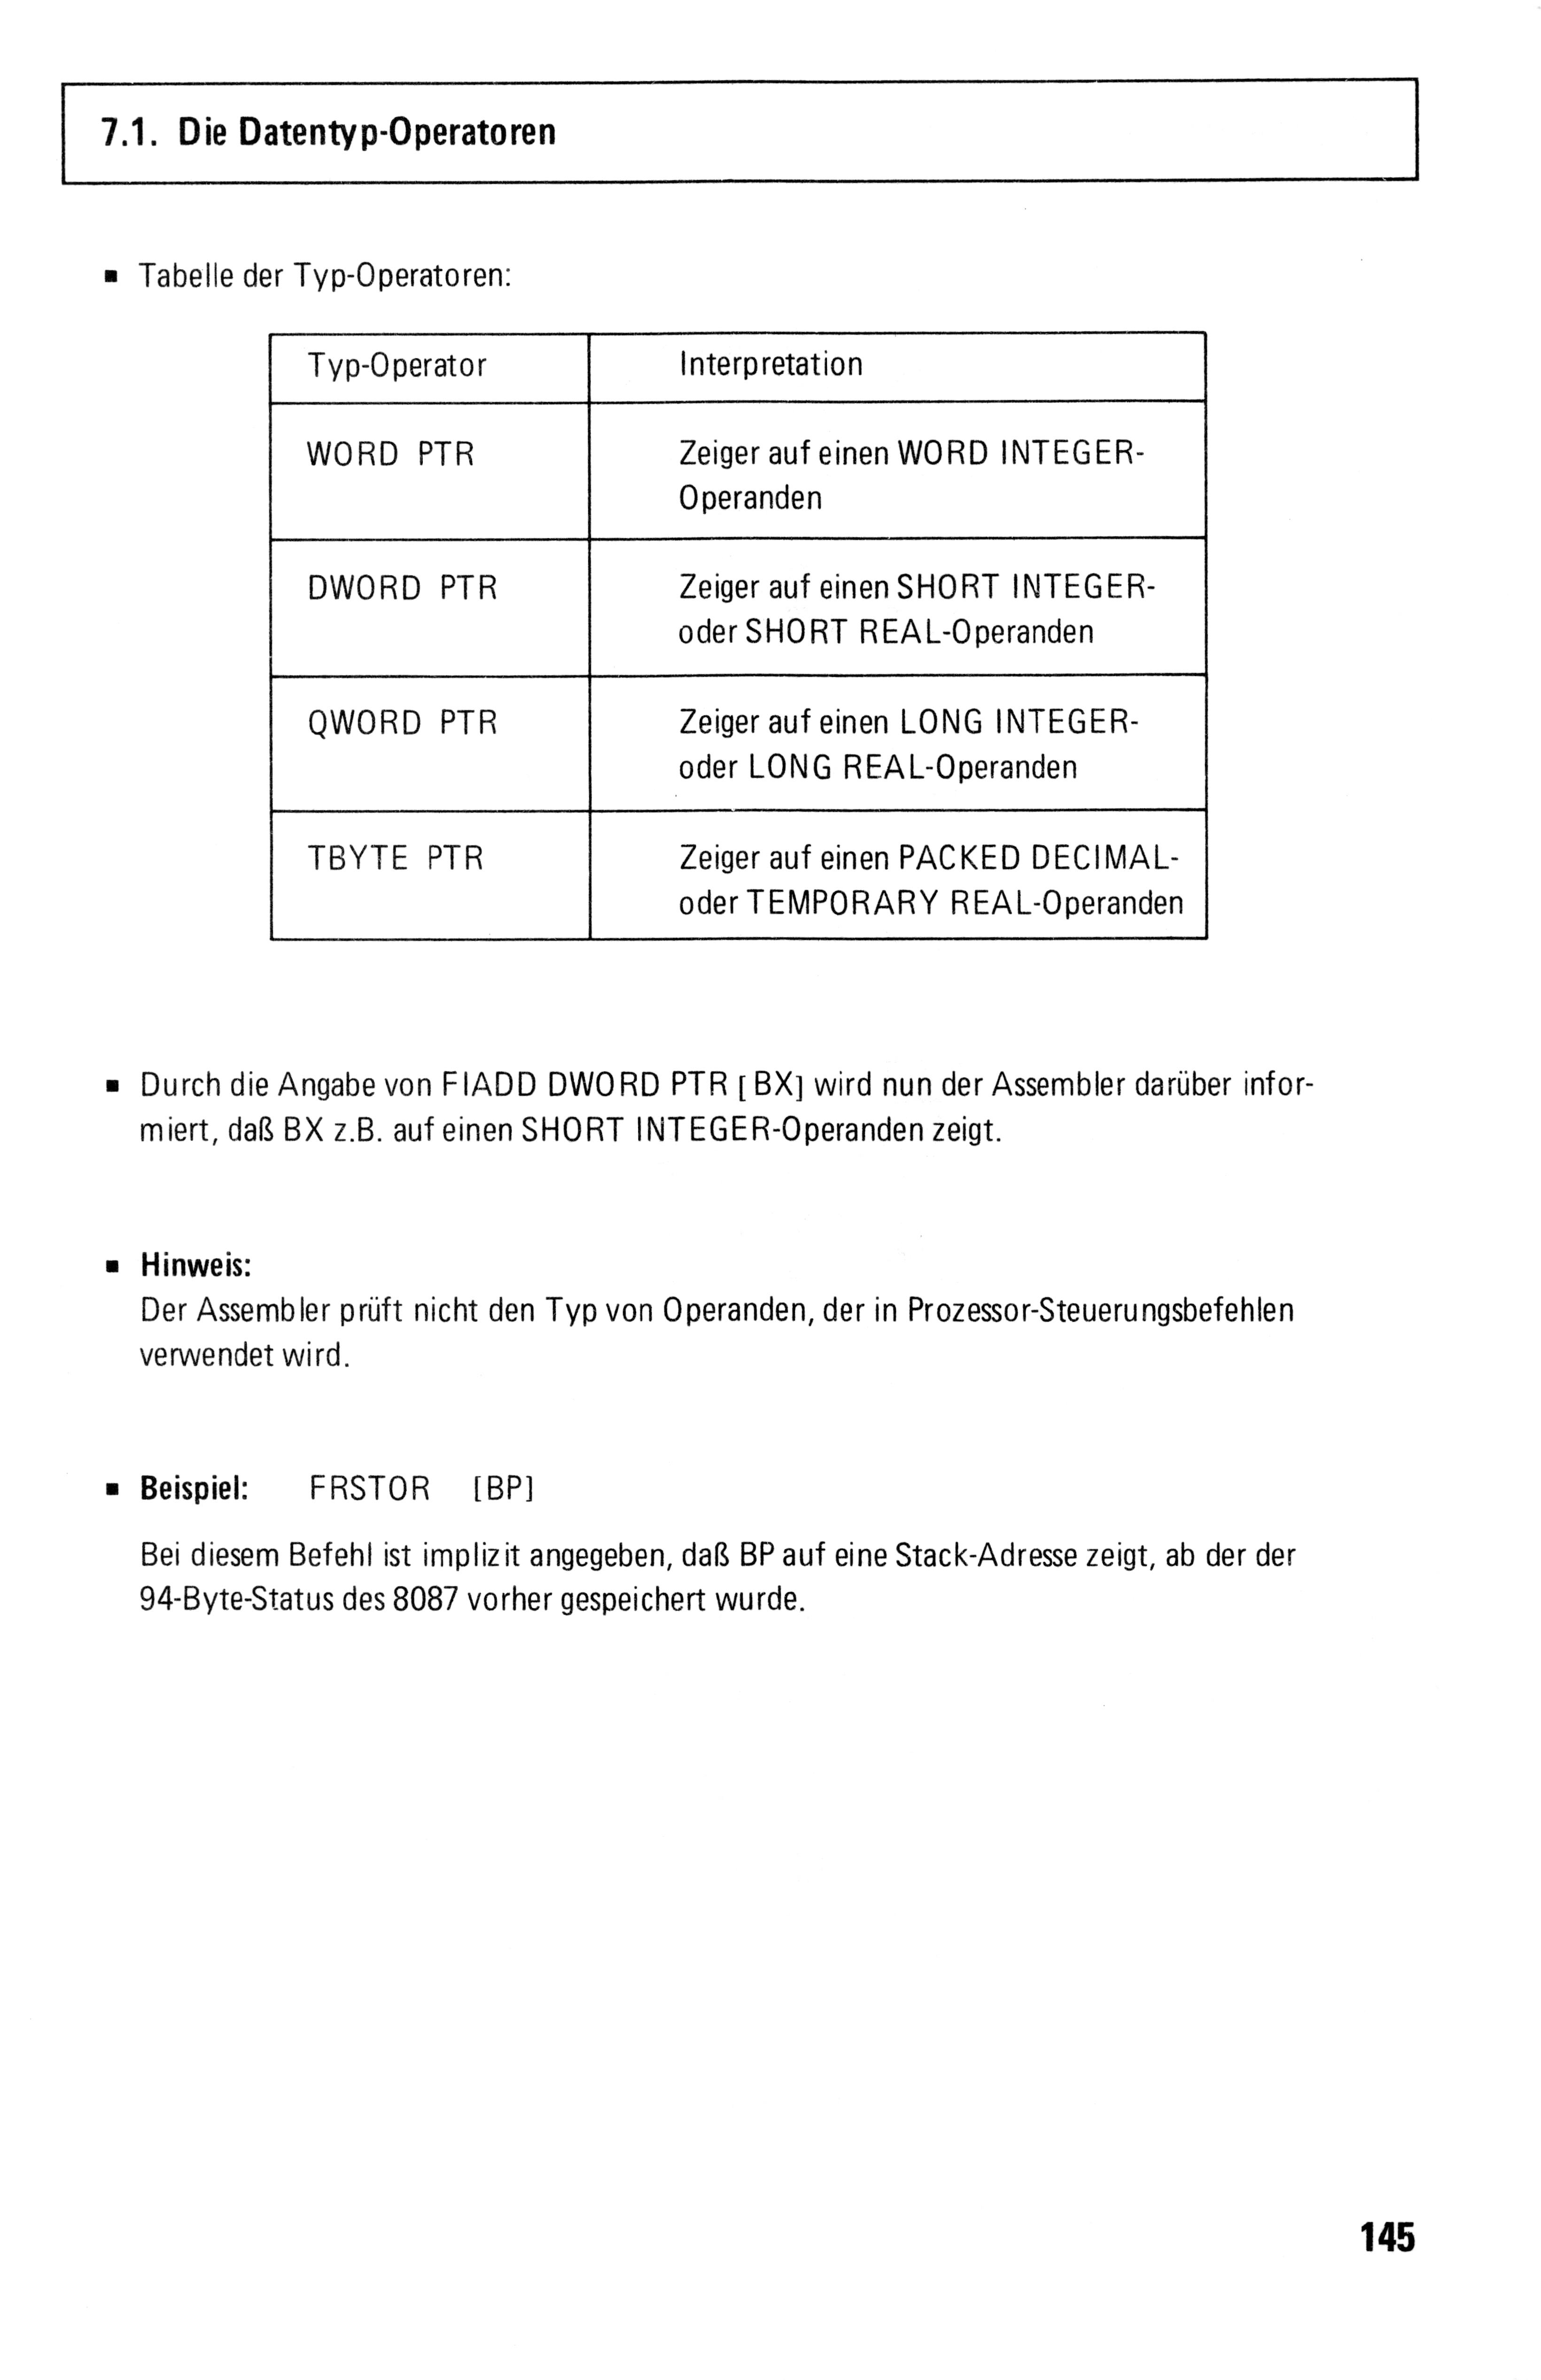 7.1. Die Datentyp-Operatoren
▪ Tabelle der Typ-Operatoren:
Typ-Operator Interpretation
WORD PTR Zeiger auf einen WORD INTEGER-
Operanden
DWORD PTR Zeiger auf einen SHORT INTEGER-
oder SHORT REAL-Operanden
QWORD PTR Zeiger auf einen LONG INTEGER-
oder LONG REAL-Operanden
TBYTE PTR Zeiger auf einen PACKED DECIMAL-
oder TEMPORARY REAL-Operanden
▪ Durch die Angabe von FIADD DWORD PTR [BX] wird nun der Assembler darüber infor-
miert, daß BX z.B. auf einen SHORT INTEGER-Operanden zeigt.
▪ Hinweis:
Der Assembler prüft nicht den Typ von Operanden, der in Prozessor-Steuerungsbefehlen
verwendet wird.
▪ Beispiel: FRSTOR [BP]
Bei diesem Befehl ist implizit angegeben, daß BP auf eine Stack-Adresse zeigt, ab der der
94-Byte-Status des 8087 vorher gespeichert wurde.
145